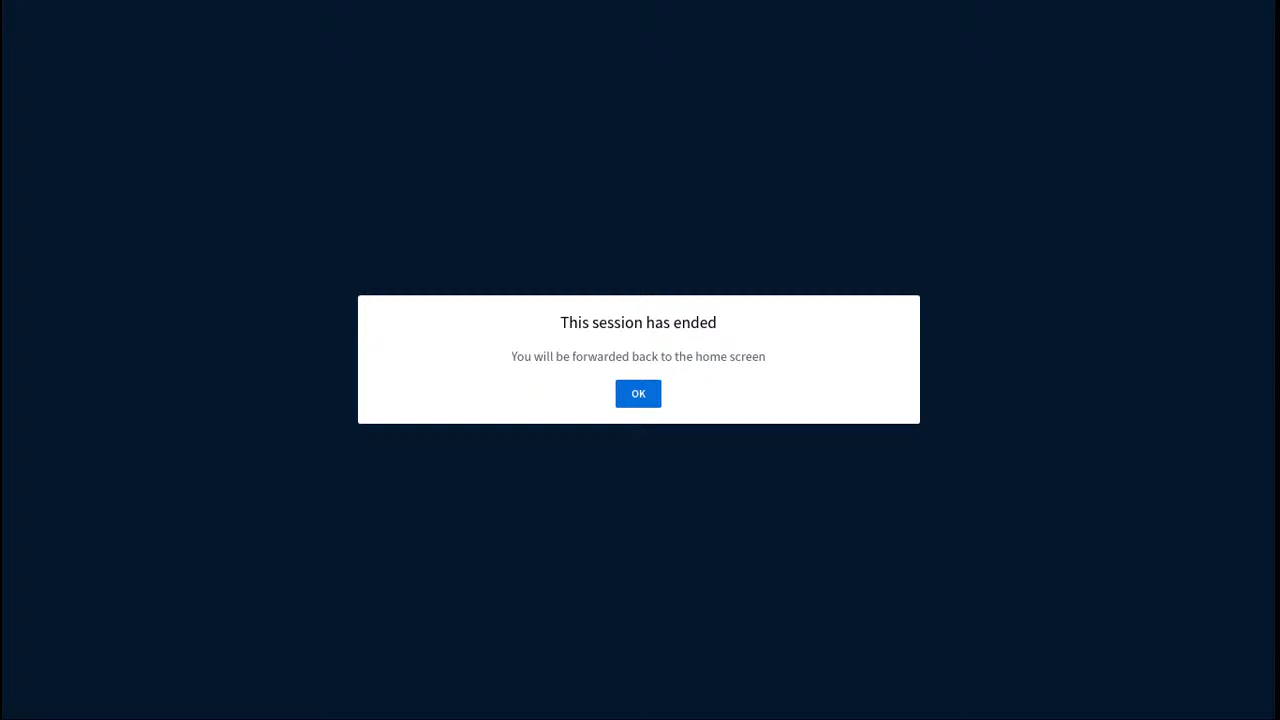 This session has ended
You will be forwarded back to the home screen
OK